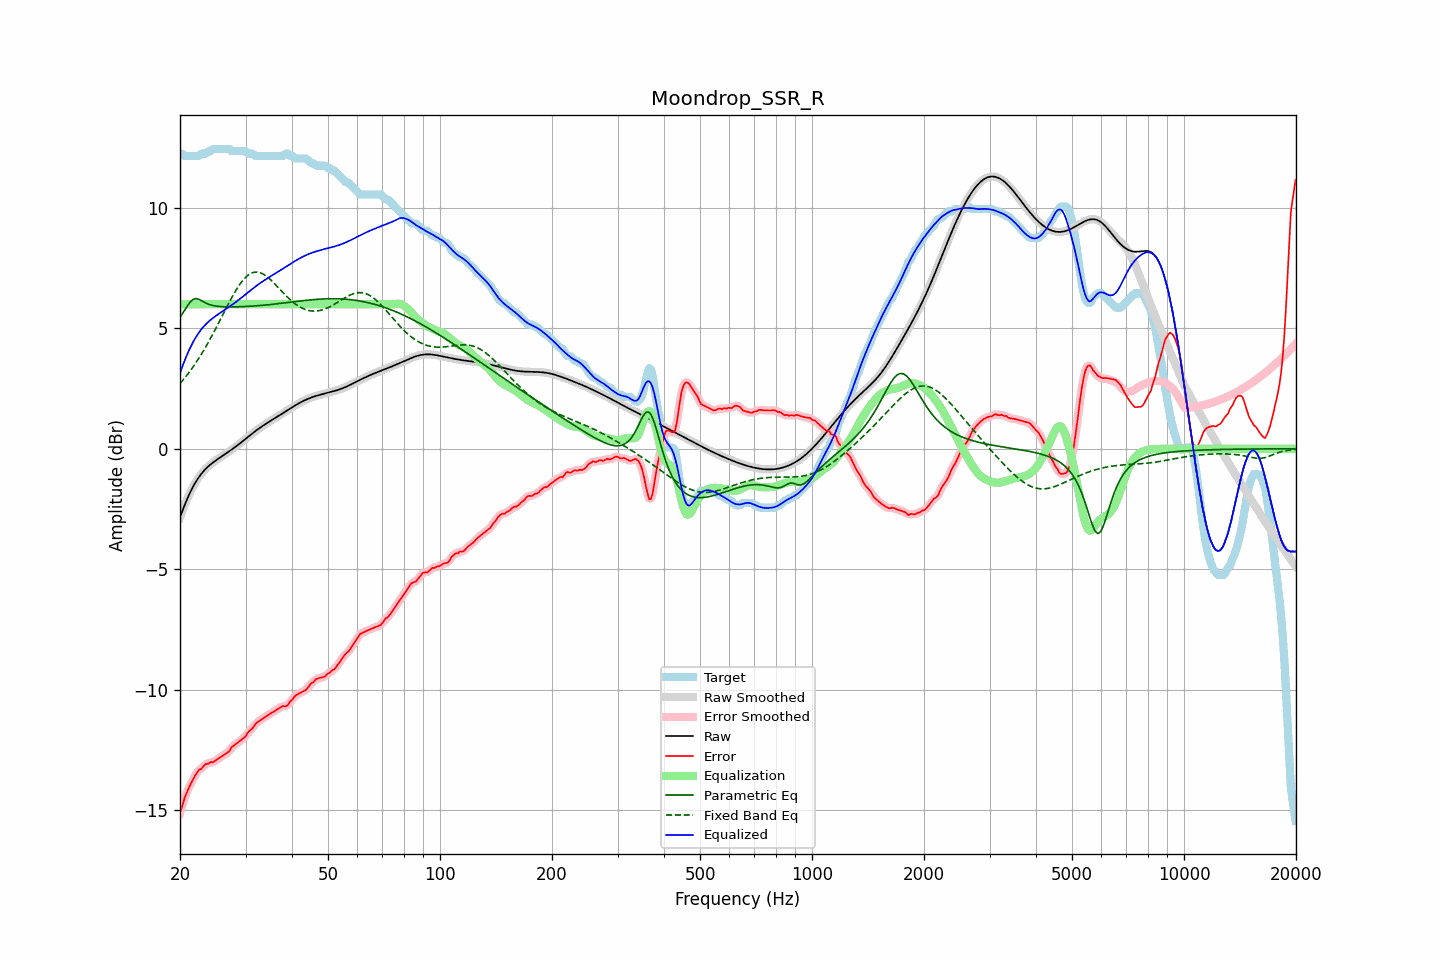 Moondrop_SSR_R
Amplitude (dBr)
10
5
0
−5
−10
−15
20
50
100
200
500
1000
2000
5000
10000
20000
Frequency (Hz)
Target
Raw Smoothed
Error Smoothed
Raw
Error
Equalization
Parametric Eq
Fixed Band Eq
Equalized